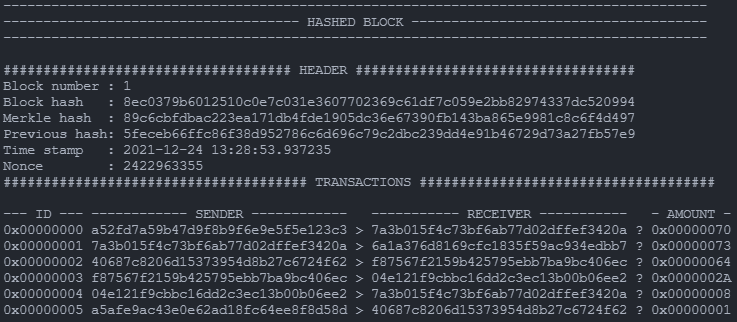 ----------------------------------------------------------------------------------------
------------------------------------- HASHED BLOCK -------------------------------------
----------------------------------------------------------------------------------------
#################################### HEADER ###################################
Block number : 1
Block hash   : 8ec0379b6012510c0e7c031e3607702369c61df7c059e2bb82974337dc520994
Merkle hash  : 89c6cbfdbac223ea171db4fde1905dc36e67390fb143ba865e9981c8c6f4d497
Previous hash: 5feceb66ffc86f38d952786c6d696c79c2dbc239dd4e91b46729d73a27fb57e9
Time stamp   : 2021-12-24 13:28:53.937235
Nonce        : 2422963355
###################################### TRANSACTIONS #####################################
--- ID --- ------------ SENDER ------------   ----------- RECEIVER -----------   - AMOUNT -
0x00000000 a52fd7a59b47d9f8b9f6e9e5f5e123c3 > 7a3b015f4c73bf6ab77d02dffef3420a ? 0x00000070
0x00000001 7a3b015f4c73bf6ab77d02dffef3420a > 6a1a376d8169cfc1835f59ac934edbb7 ? 0x00000073
0x00000002 40687c8206d15373954d8b27c6724f62 > f87567f2159b425795ebb7ba9bc406ec ? 0x00000064
0x00000003 f87567f2159b425795ebb7ba9bc406ec > 04e121f9cbbc16dd2c3ec13b00b06ee2 ? 0x0000002A
0x00000004 04e121f9cbbc16dd2c3ec13b00b06ee2 > 7a3b015f4c73bf6ab77d02dffef3420a ? 0x00000008
0x00000005 a5afe9ac43e0e62ad18fc64ee8f8d58d > 40687c8206d15373954d8b27c6724f62 ? 0x00000001